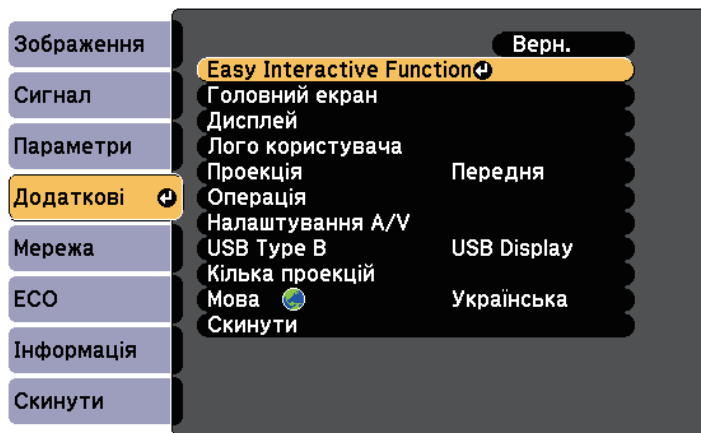 Зображення
Сигнал
Параметри
Додаткові
Мережа
ECO
Інформація
Скинути
Верн.
Easy Interactive Function
Головний екран
Дисплей
Лого користувача
Проекція Передня
Операція
Налаштування A/V
USB Type B USB Display
Кілька проекцій
Мова Українська
Скинути